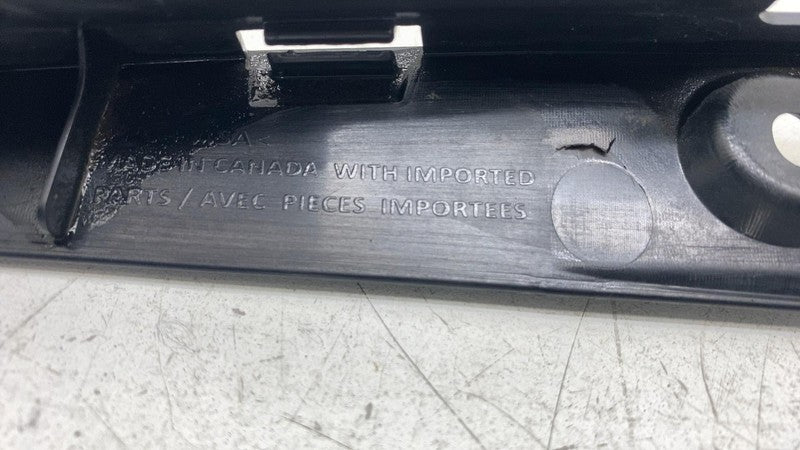 MADE IN CANADA WITH IMPORTED
PARTS / AVEC PIECES IMPORTEES